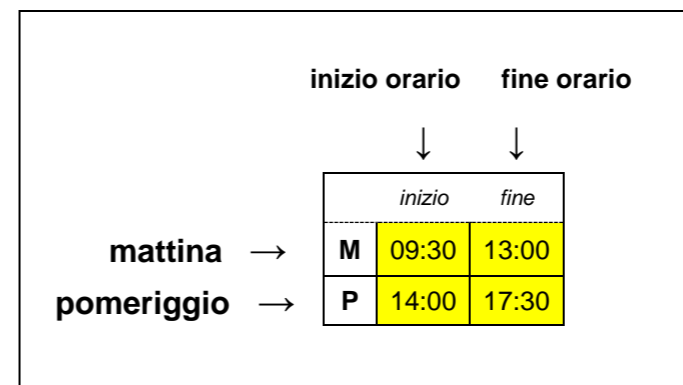 inizio orario fine orario
↓ ↓
inizio fine
mattina → M 09:30 13:00
pomeriggio → P 14:00 17:30